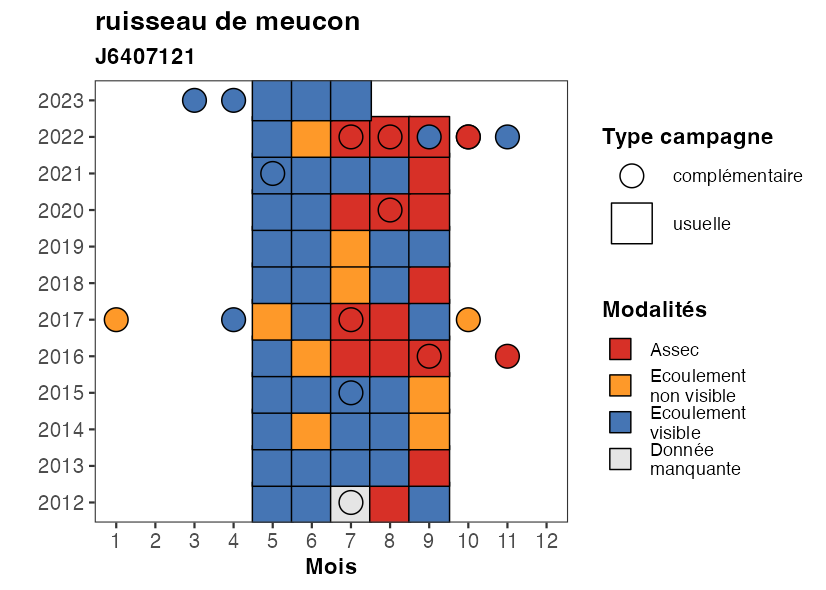 ruisseau de meucon
J6407121
2023
2022
2021
2020
2019
2018
2017
2016
2015
2014
2013
2012
1 2 3 4 5 6 7 8 9 10 11 12
Mois
Type campagne
complémentaire
usuelle
Modalités
Assec
Ecoulement
non visible
Ecoulement
visible
Donnée
manquante